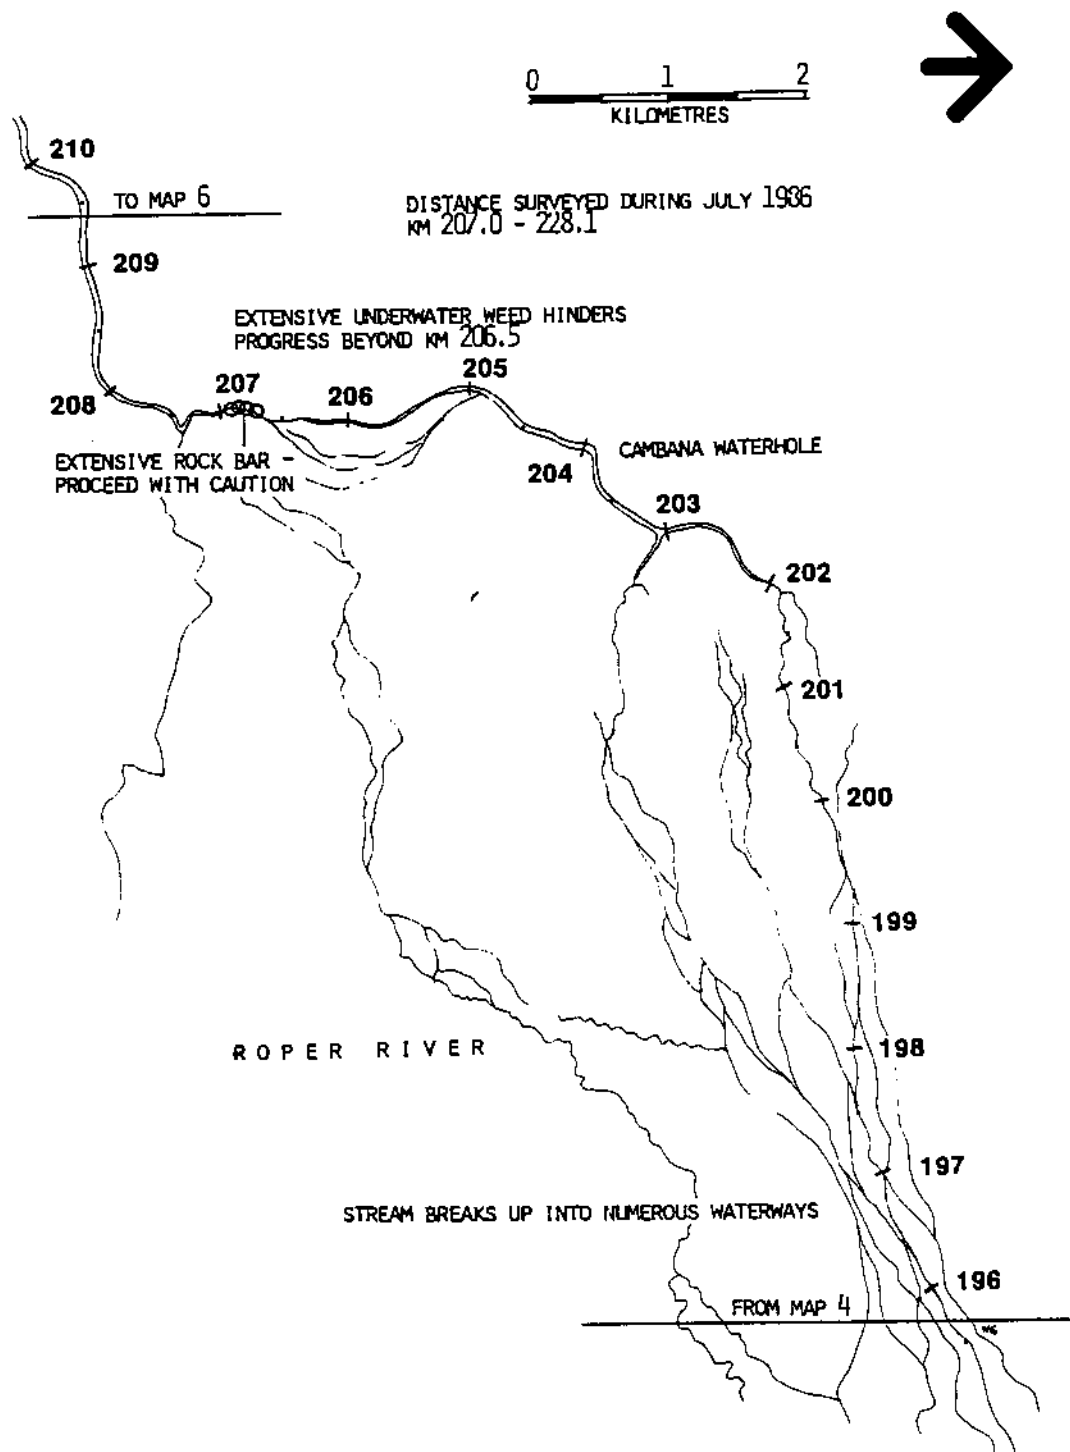 0 1 2
KILOMETRES
210
TO MAP 6
DISTANCE SURVEYED DURING JULY 1986
KM 207.0 - 228.1
209
EXTENSIVE UNDERWATER WEED HINDERS
PROGRESS BEYOND KM 206.5
205
207
206
208
204
CAMBANA WATERHOLE
EXTENSIVE ROCK BAR -
PROCEED WITH CAUTION
203
202
201
200
199
ROPER RIVER
198
197
STREAM BREAKS UP INTO NUMEROUS WATERWAYS
196
FROM MAP 4